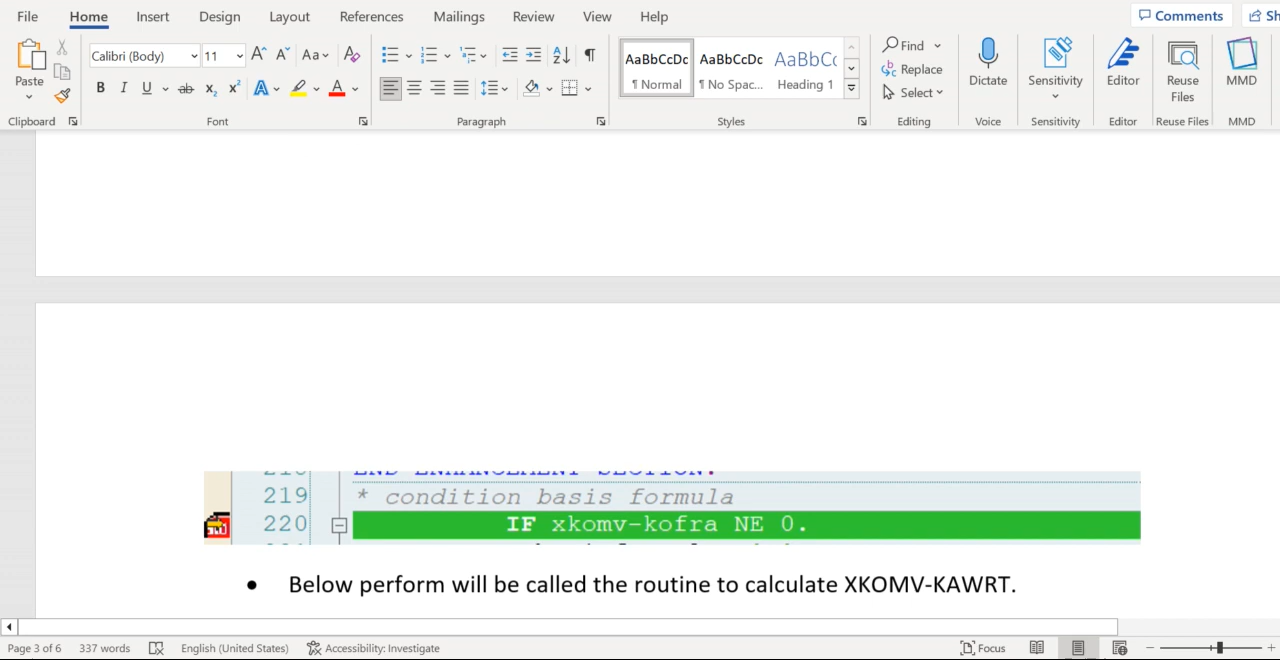 File Home Insert Design Layout References Mailings Review View Help Comments Sh
Calibri (Body) 11 Aa Find
Paste Replace Dictate Sensitivity Editor Reuse Files MMD
AaBbCcDc AaBbCcDc AaBbCc
¶ Normal ¶ No Spac... Heading 1 Select
Clipboard Font Paragraph Styles Editing Voice Sensitivity Editor Reuse Files MMD
219 * condition basis formula
220 IF xkomv-kofra NE 0.
• Below perform will be called the routine to calculate XKOMV-KAWRT.
Page 3 of 6 337 words English (United States) Accessibility: Investigate Focus